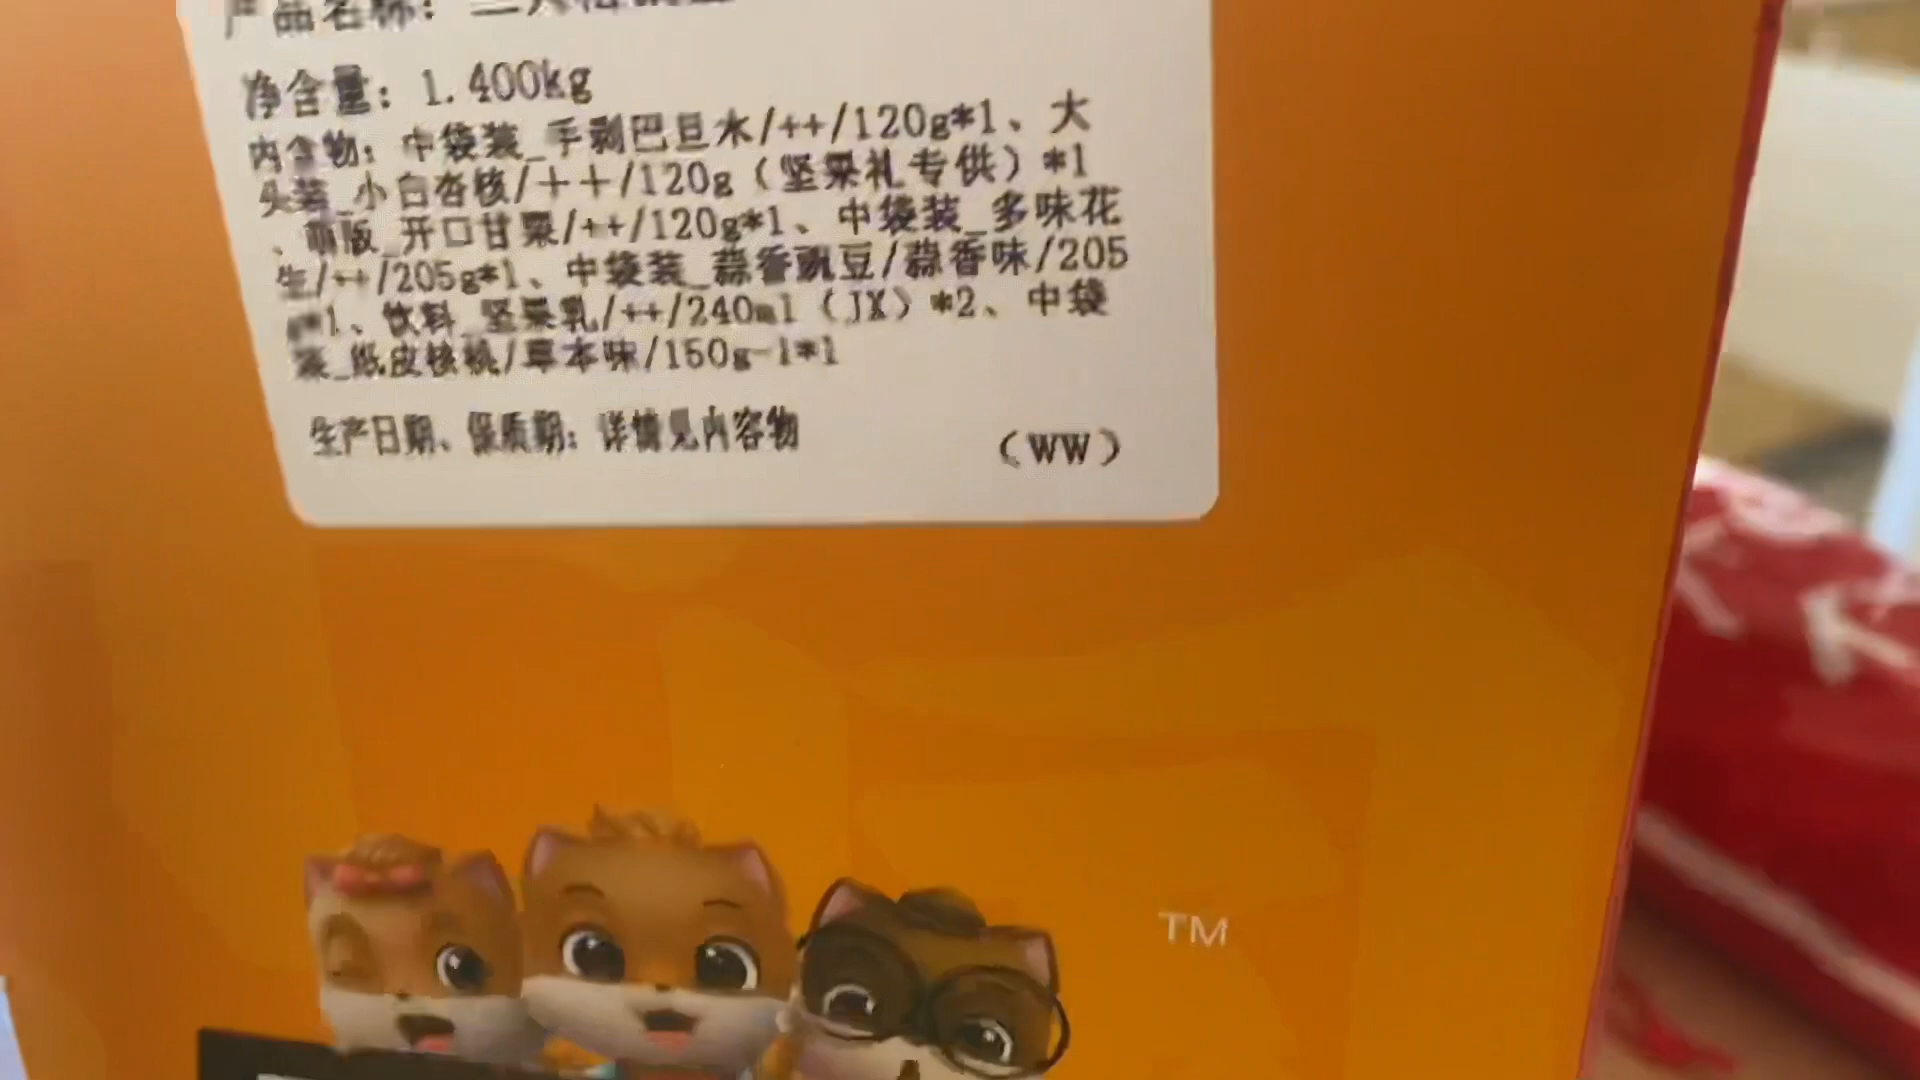 产品名称:
净含量: 1.400kg
内含物: 中袋装_手剥巴旦木/++/120g*1、大
头装_小白杏核/++/120g(坚果礼专供)*1
、萌版_开口甘栗/++/120g*1、中袋装_多味花
生/++/205g*1、中袋装_蒜香豌豆/蒜香味/205
g*1、饮料_坚果乳/++/240ml(JX)*2、中袋
装_纸皮核桃/草本味/150g-1*1
生产日期、保质期: 详情见内容物
(WW)
TM